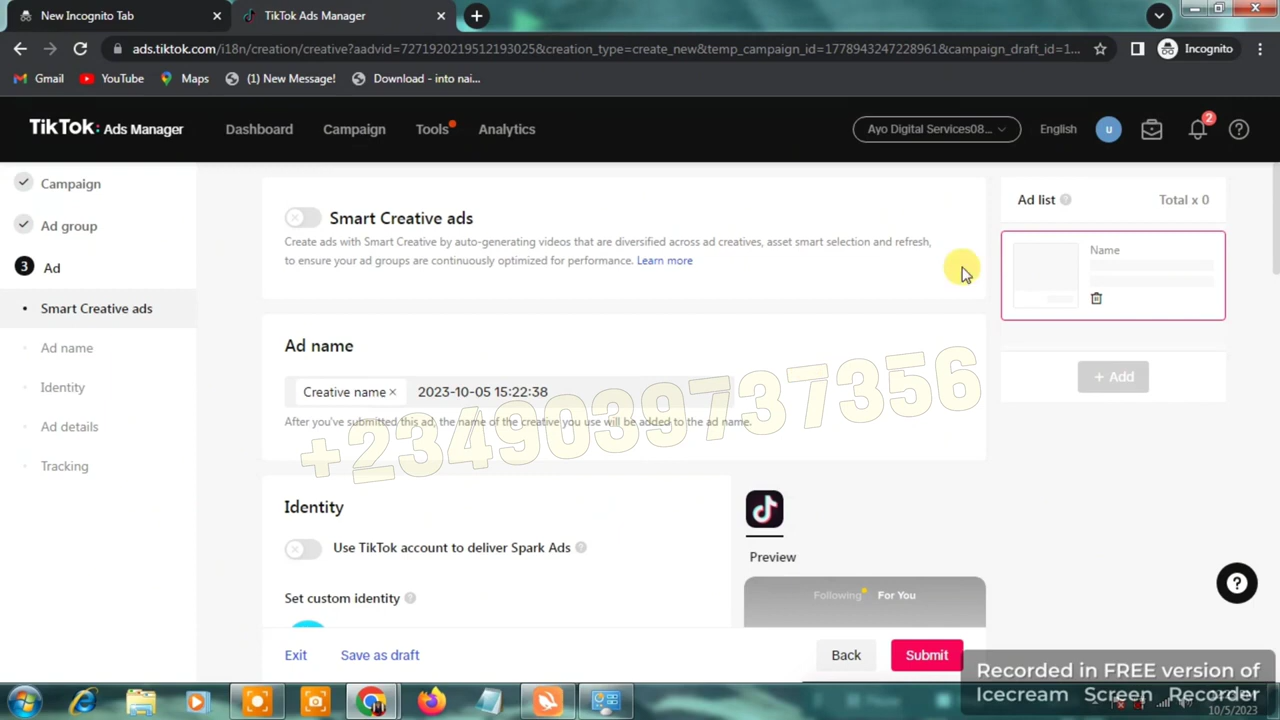 New Incognito Tab
TikTok Ads Manager
ads.tiktok.com/i18n/creation/creative?aadvid=7271920219512193025&creation_type=create_new&temp_campaign_id=1778943247228961&campaign_draft_id=1...
Incognito
Gmail
YouTube
Maps
(1) New Message!
Download - into nai...
TikTok: Ads Manager
Dashboard
Campaign
Tools
Analytics
Ayo Digital Services08...
English
u
2
Campaign
Ad group
3 Ad
Smart Creative ads
Ad name
Identity
Ad details
Tracking
Smart Creative ads
Create ads with Smart Creative by auto-generating videos that are diversified across ad creatives, asset smart selection and refresh,
to ensure your ad groups are continuously optimized for performance. Learn more
Ad name
Creative name × 2023-10-05 15:22:38
After you've submitted this ad, the name of the creative you use will be added to the ad name.
+2349039737356
Identity
Use TikTok account to deliver Spark Ads
Set custom identity
Preview
Following
For You
Ad list
Total x 0
Name
+ Add
Exit
Save as draft
Back
Submit
Recorded in FREE version of
Icecream Screen Recorder
10/5/2023